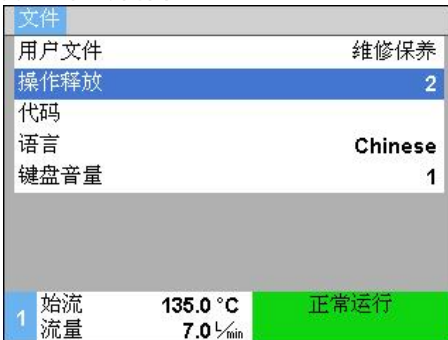 文件
用户文件 维修保养
操作释放 2
代码
语言 Chinese
键盘音量 1
1 始流 135.0 °C 正常运行
流量 7.0 L/min